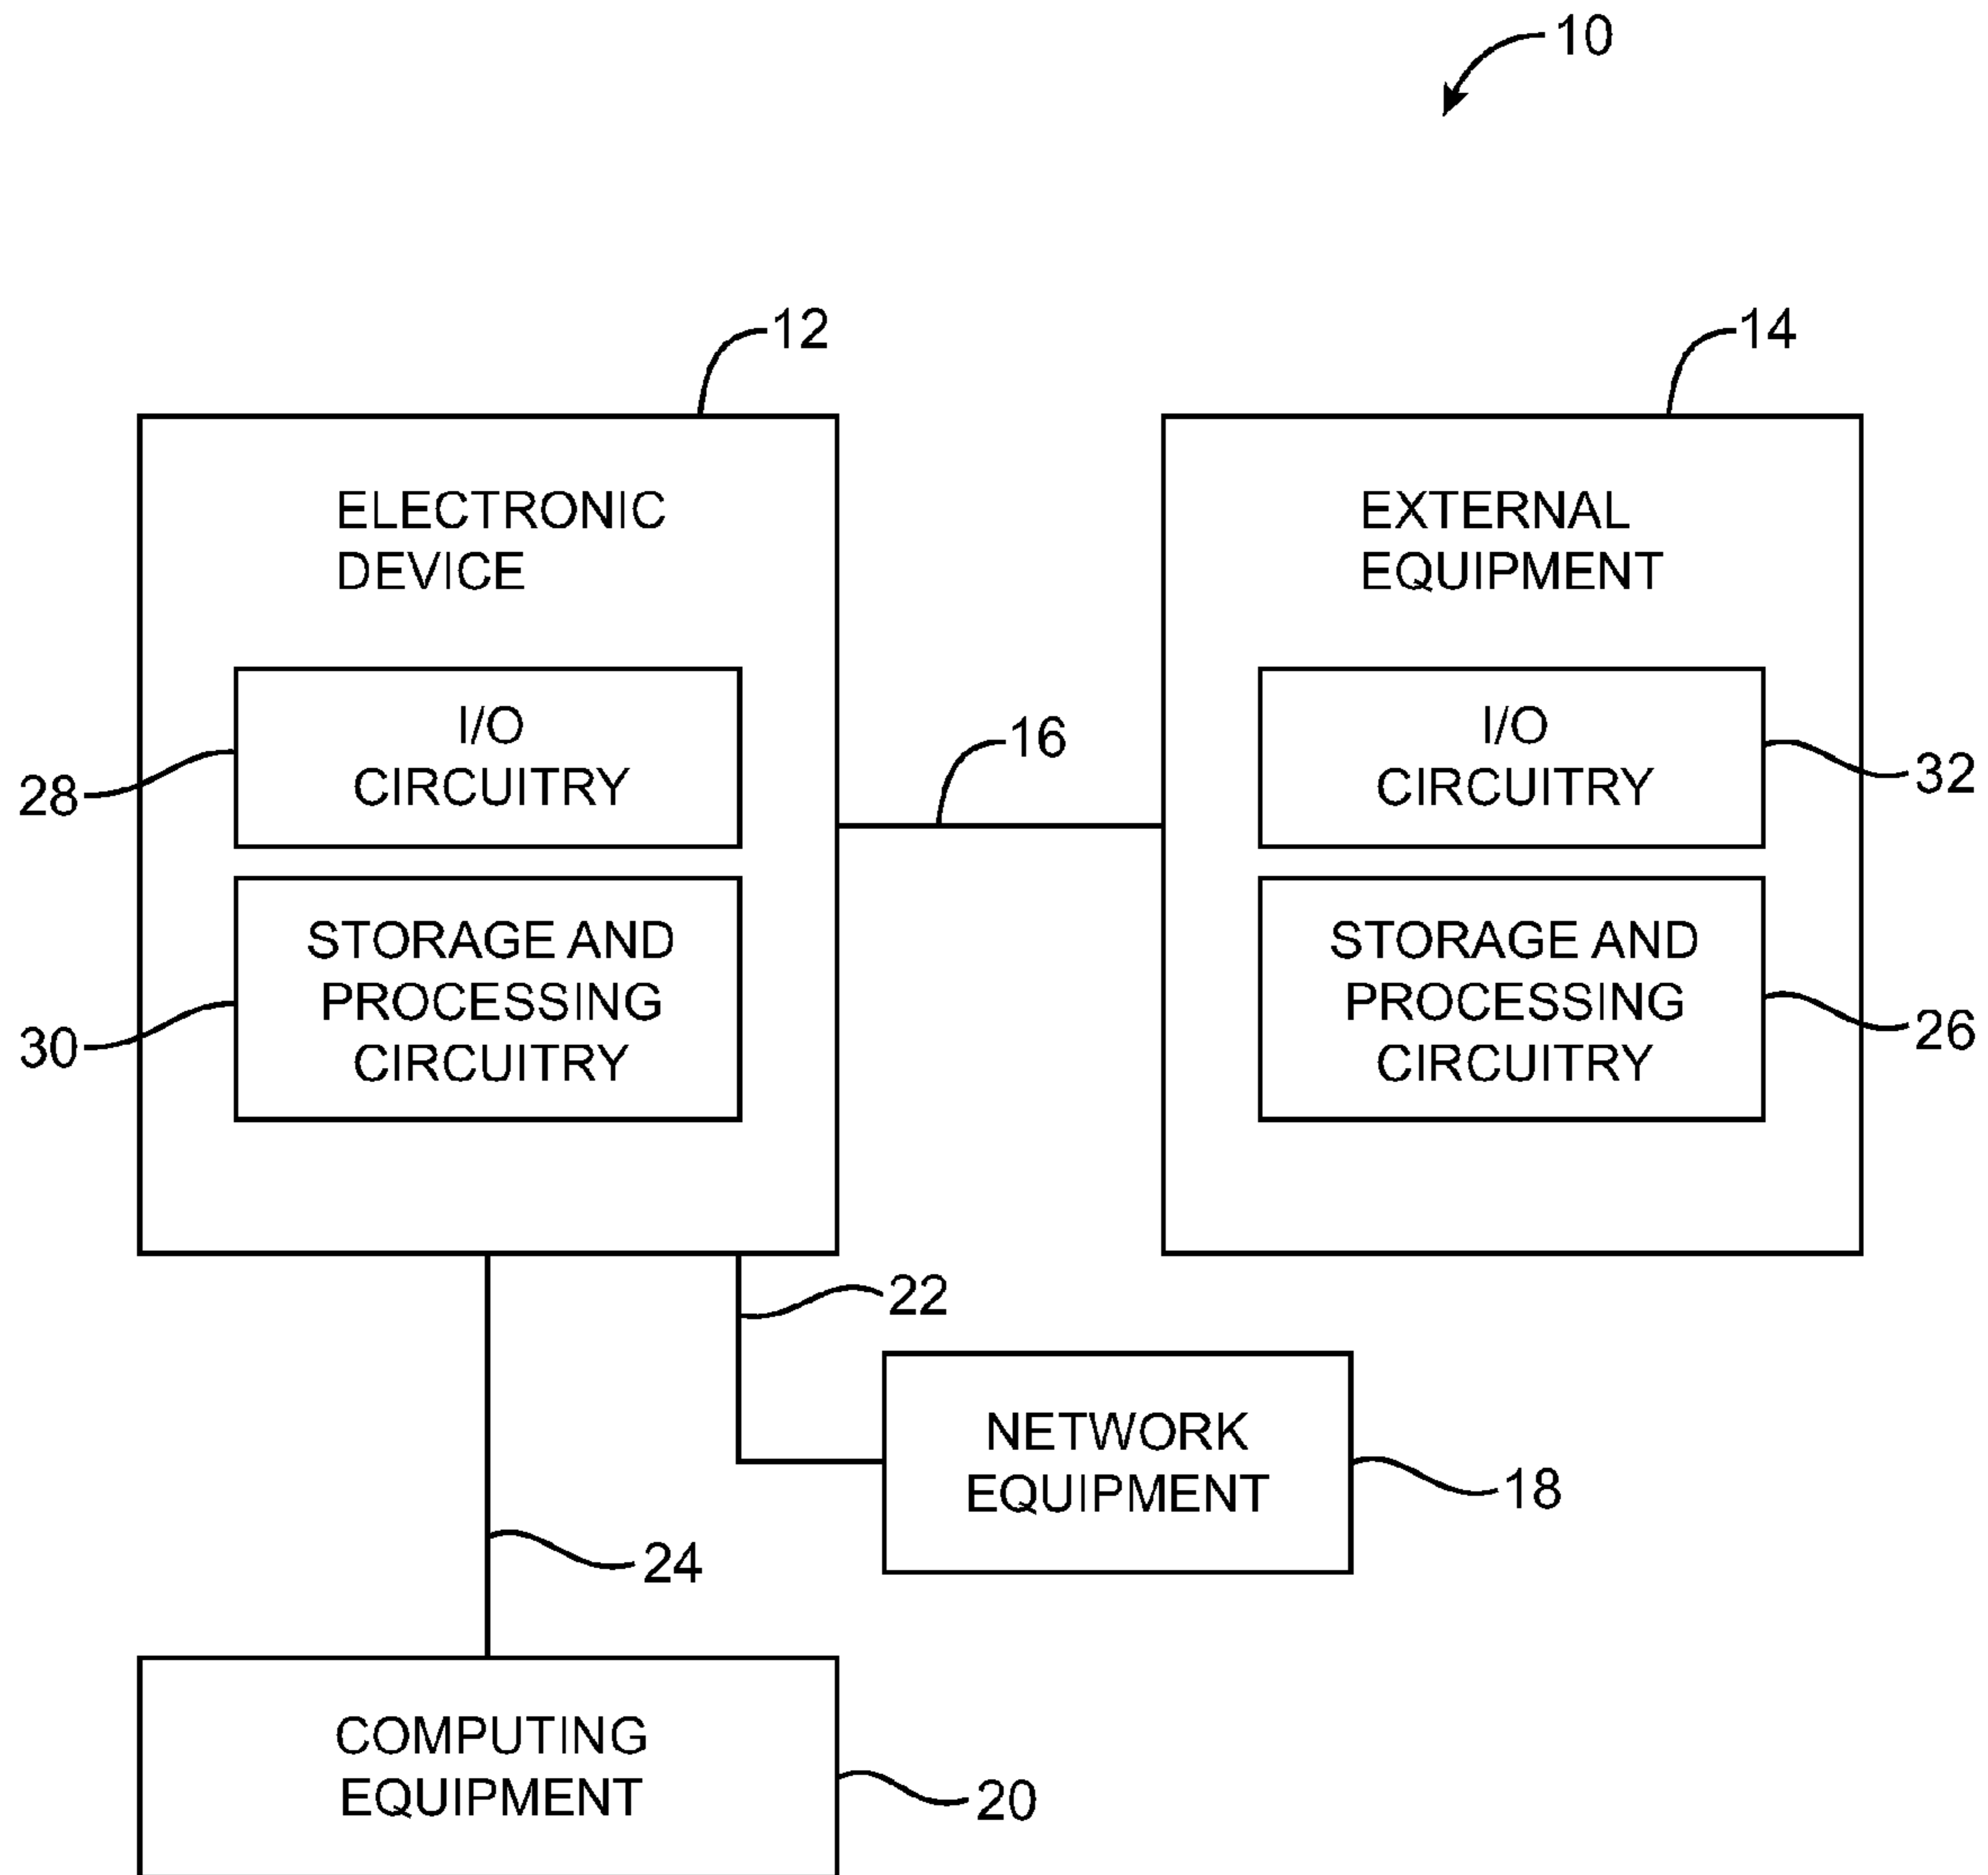 10
12
14
ELECTRONIC
DEVICE
EXTERNAL
EQUIPMENT
I/O
CIRCUITRY
28
16
I/O
CIRCUITRY
32
STORAGE AND
PROCESSING
CIRCUITRY
30
STORAGE AND
PROCESSING
CIRCUITRY
26
22
NETWORK
EQUIPMENT
18
24
COMPUTING
EQUIPMENT
20